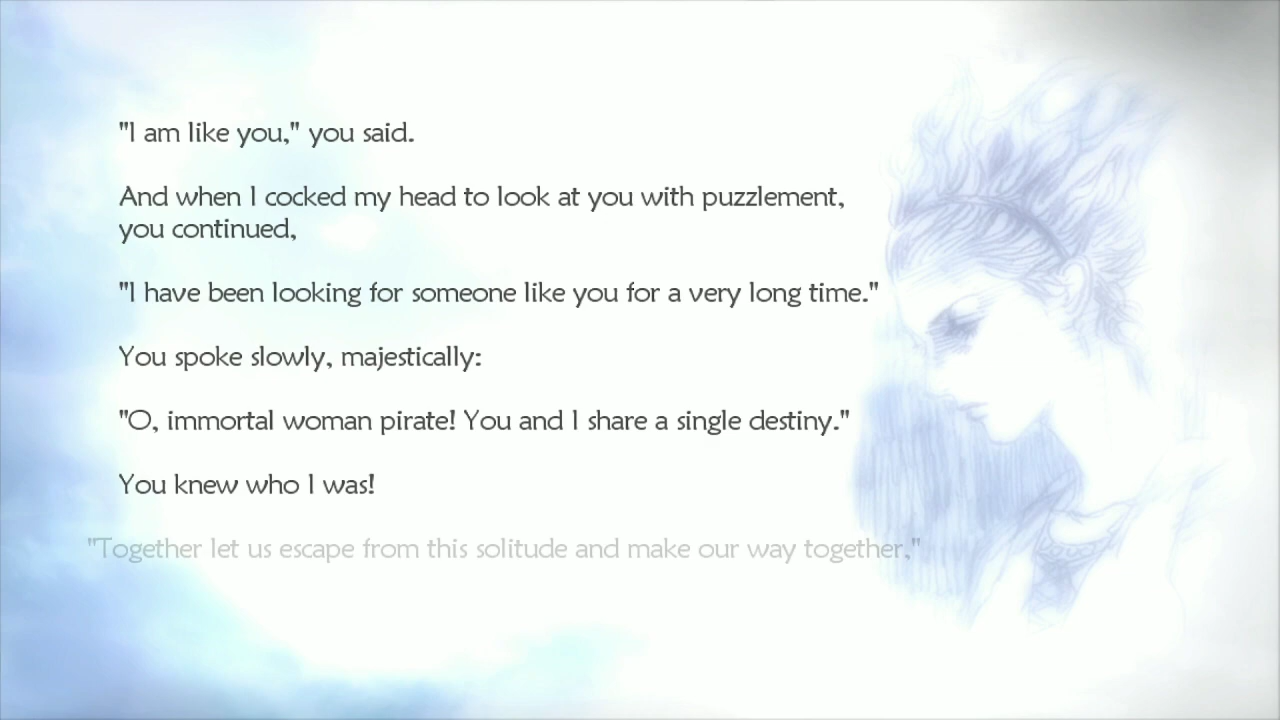 "I am like you," you said.
And when I cocked my head to look at you with puzzlement,
you continued,
"I have been looking for someone like you for a very long time."
You spoke slowly, majestically:
"O, immortal woman pirate! You and I share a single destiny."
You knew who I was!
"Together let us escape from this solitude and make our way together,"